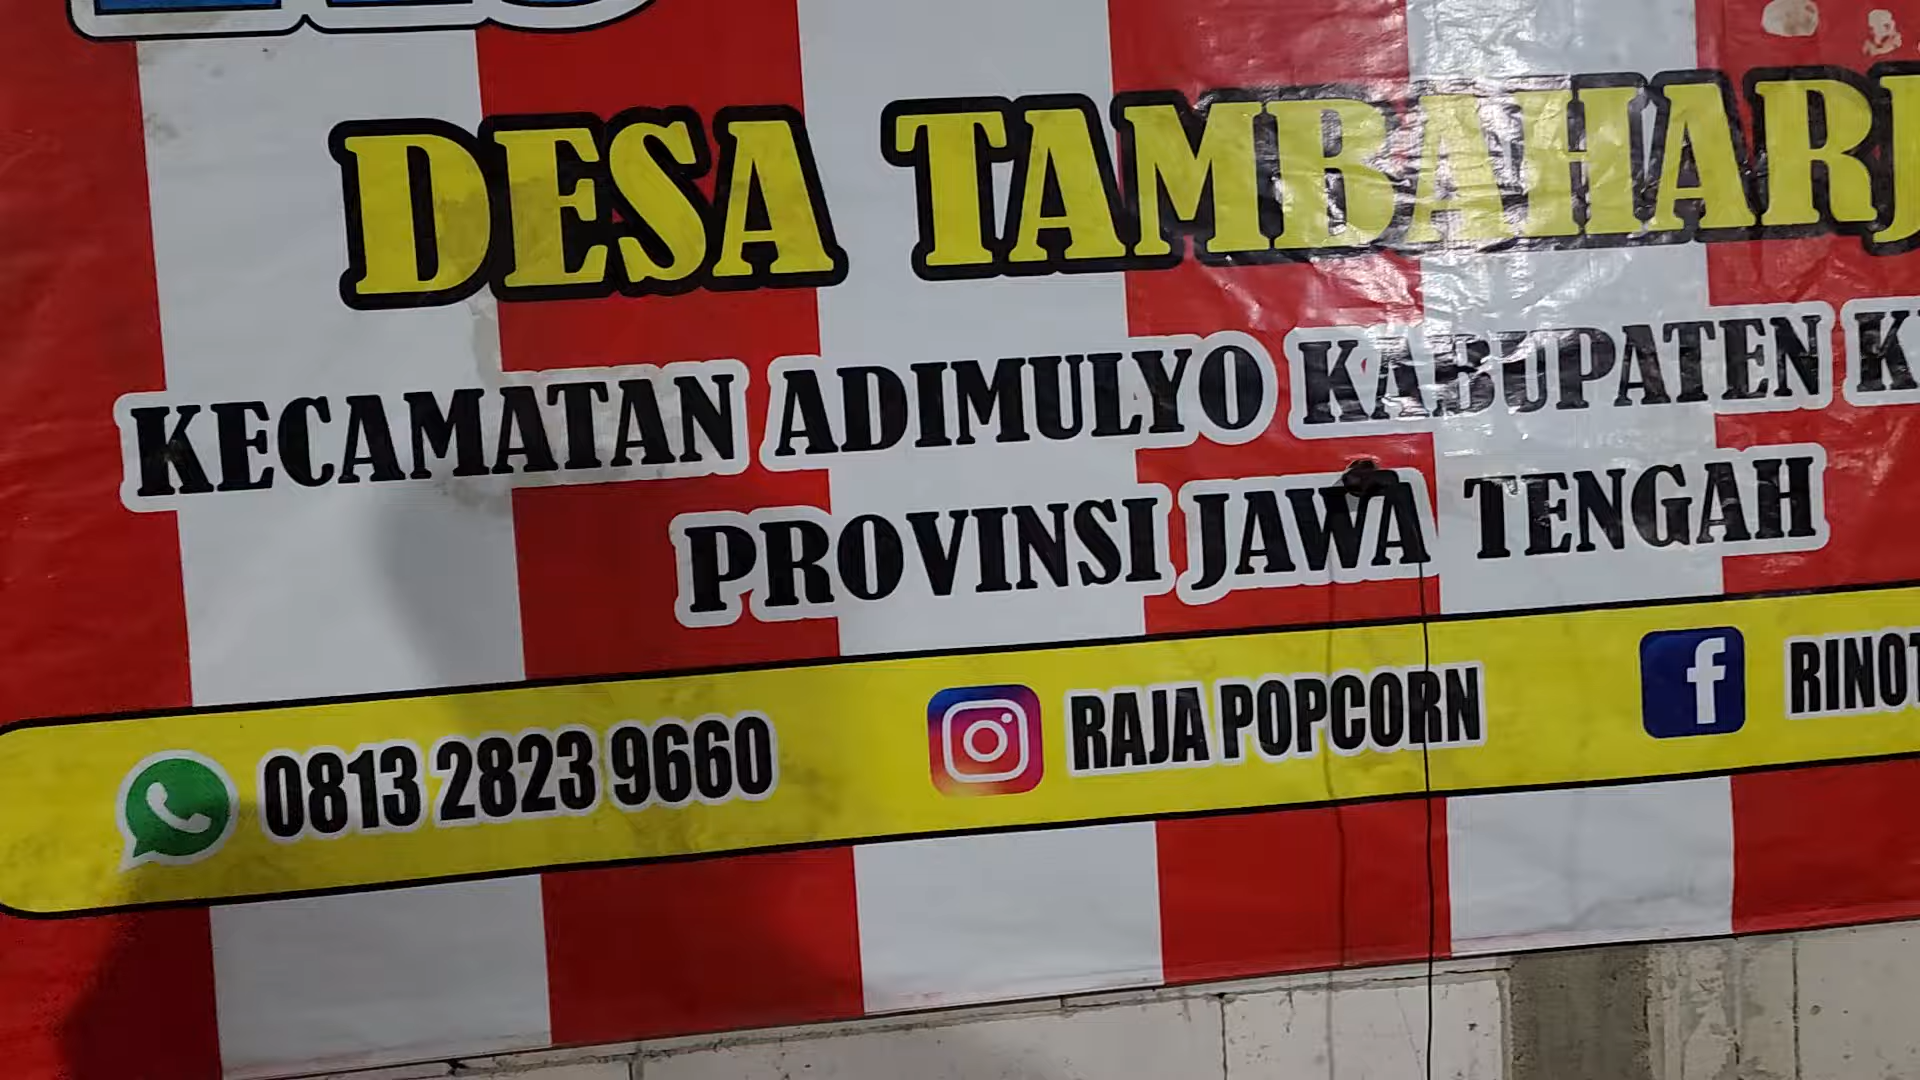 DESA TAMBAHARJ
KECAMATAN ADIMULYO KABUPATEN K
PROVINSI JAWA TENGAH
0813 2823 9660 RAJA POPCORN RINOT